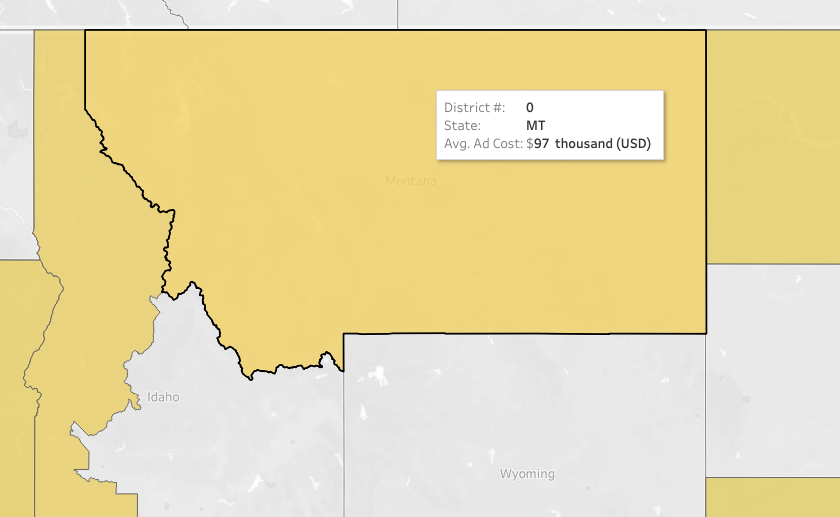 District #: 0
State: MT
Avg. Ad Cost: $97 thousand (USD)
Montana
Idaho
Wyoming